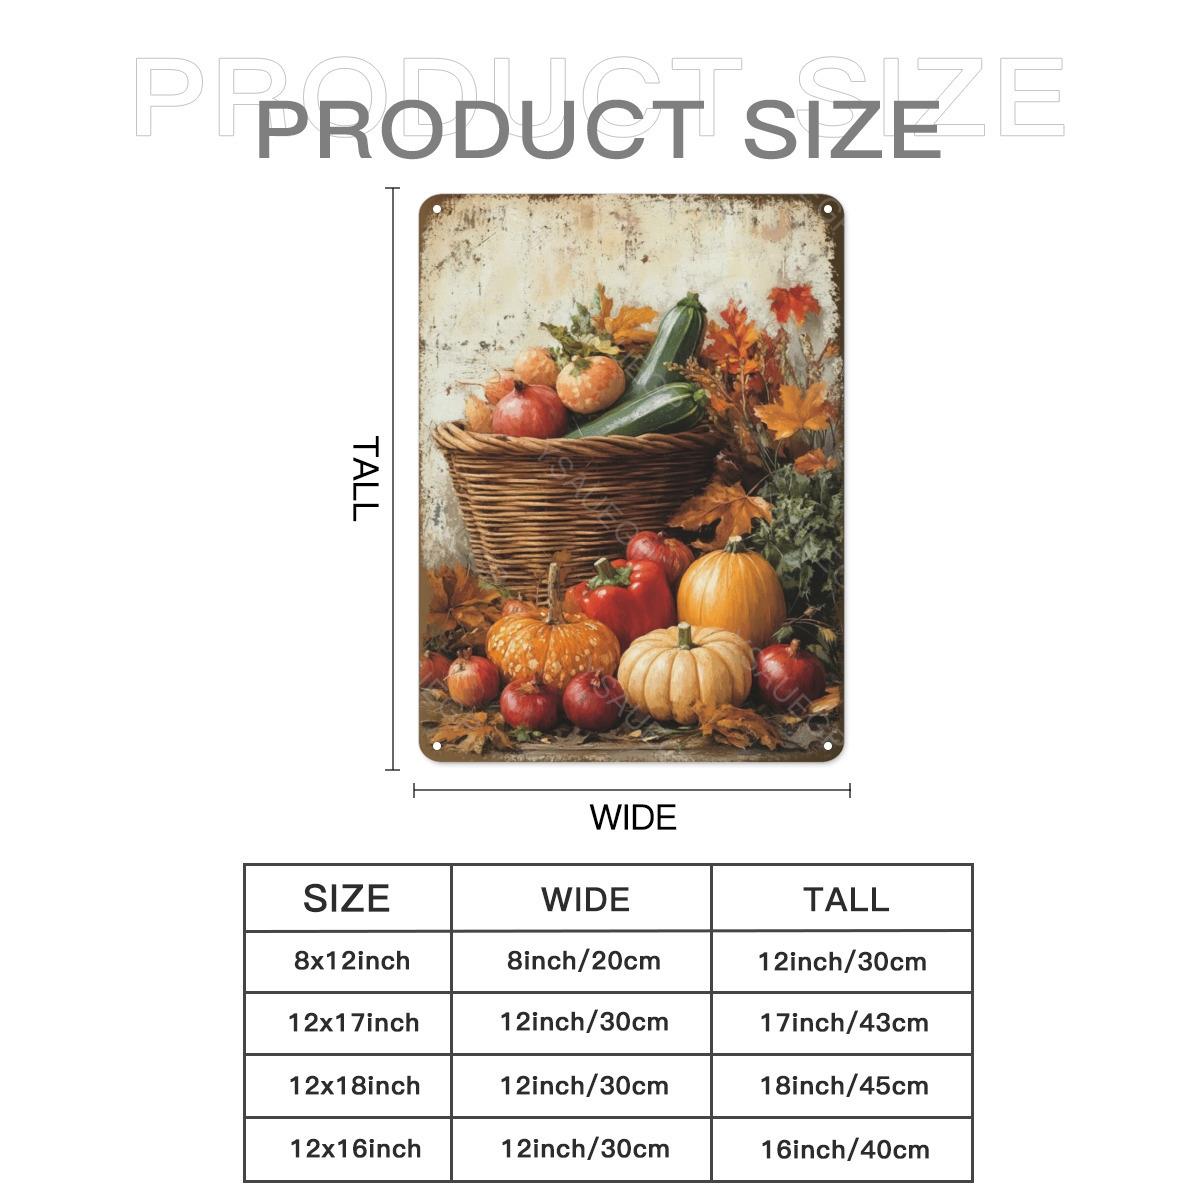 PRODUCT SIZE
PRODUCT SIZE
TALL
WIDE
SIZE WIDE TALL
8x12inch 8inch/20cm 12inch/30cm
12x17inch 12inch/30cm 17inch/43cm
12x18inch 12inch/30cm 18inch/45cm
12x16inch 12inch/30cm 16inch/40cm